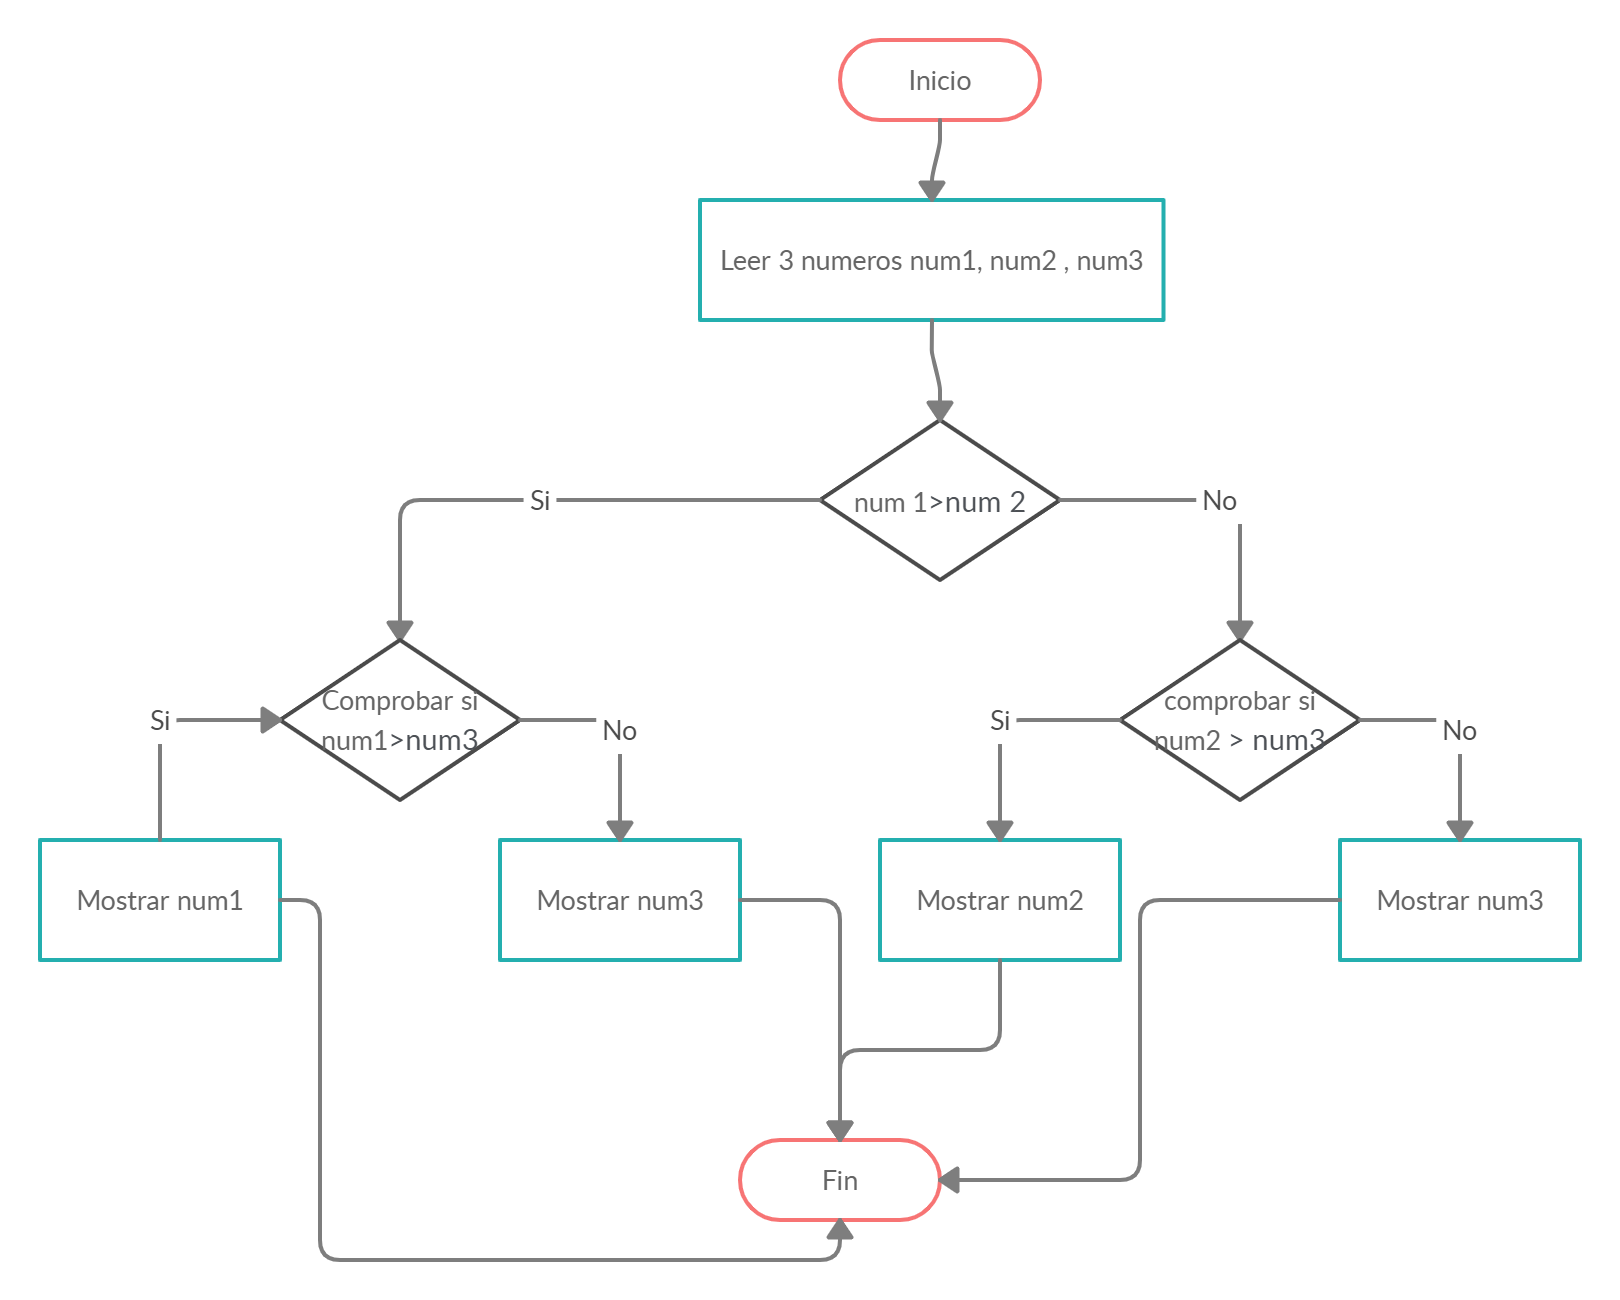 Inicio
Leer 3 numeros num1, num2 , num3
num 1>num 2
Si
No
Comprobar si
num1>num3
Si
No
comprobar si
num2 > num3
Si
No
Mostrar num1
Mostrar num3
Mostrar num2
Mostrar num3
Fin